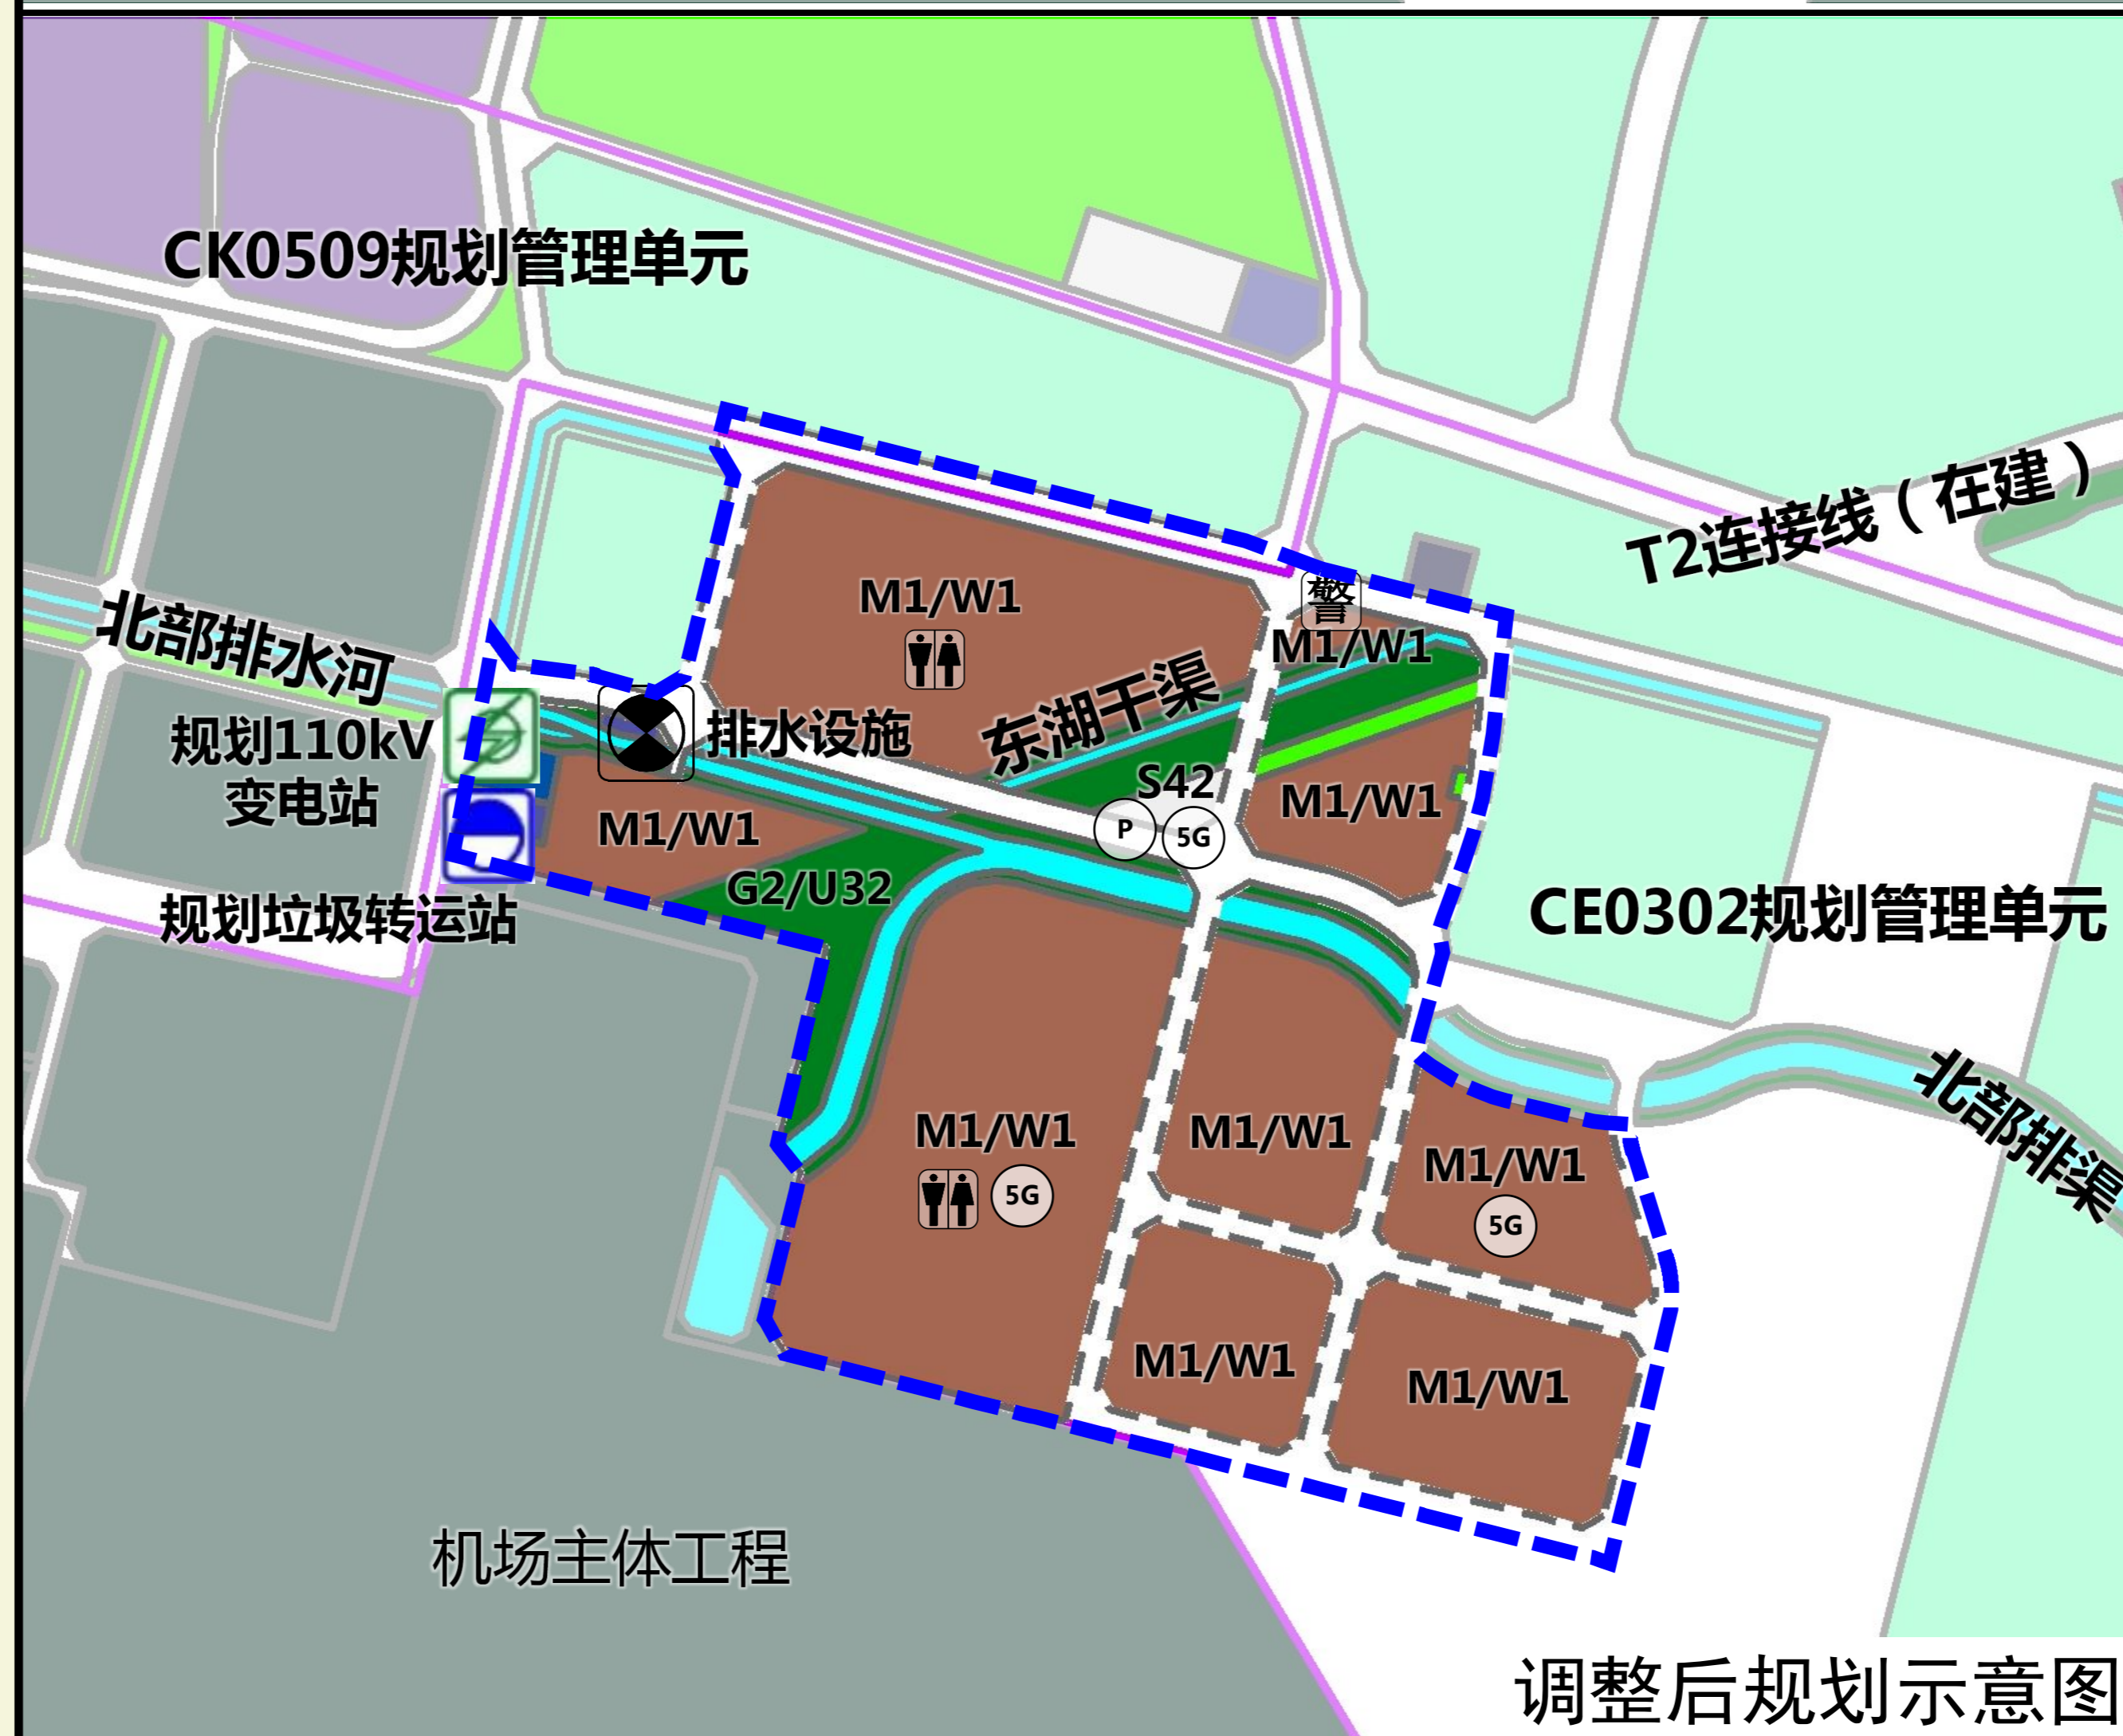 CK0509规划管理单元
T2连接线（在建）
警
M1/W1
M1/W1
北部排水河
东湖干渠
规划110kV
变电站
排水设施
S42
M1/W1
P
5G
M1/W1
G2/U32
规划垃圾转运站
CE0302规划管理单元
北部排渠
M1/W1
5G
M1/W1
M1/W1
5G
M1/W1
M1/W1
机场主体工程
调整后规划示意图